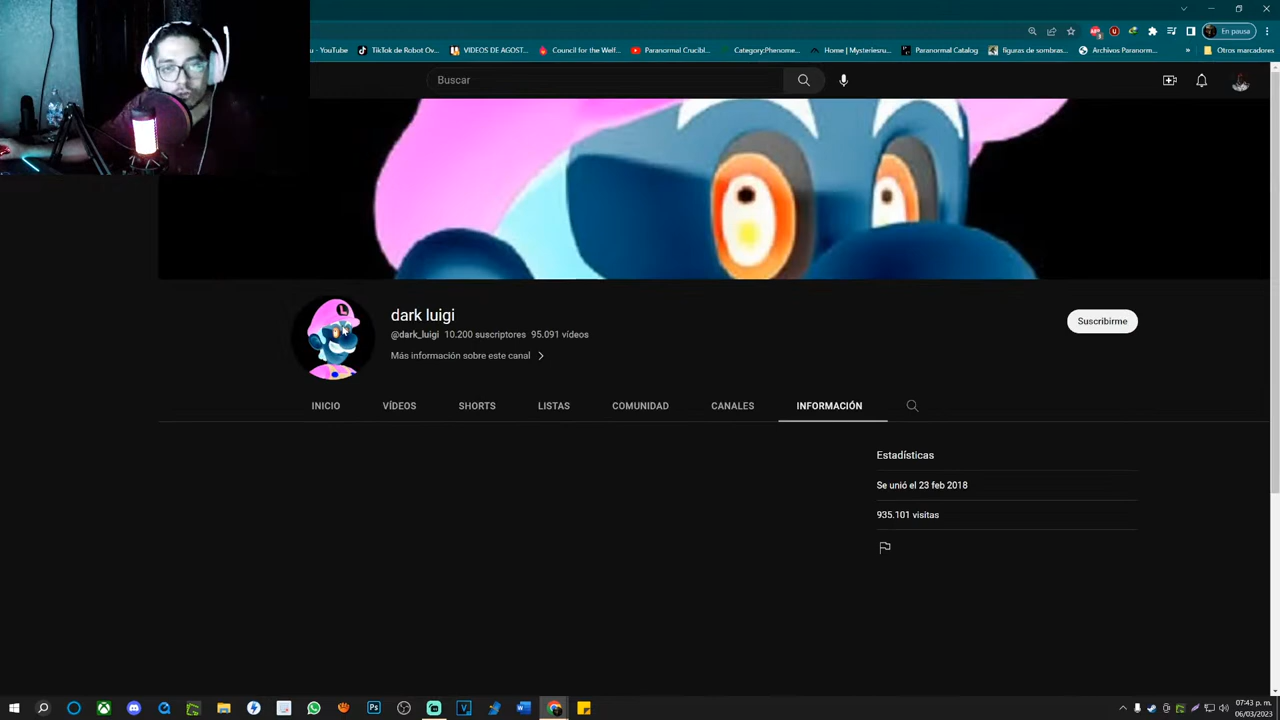 En pausa
u - YouTube
TikTok de Robot Ov...
VIDEOS DE AGOST...
Council for the Welf...
Paranormal Crucibl...
Category:Phenome...
Home | Mysteriesru...
Paranormal Catalog
figuras de sombras...
Archivos Paranorm...
»
Otros marcadores
Buscar
dark luigi
@dark_luigi 10.200 suscriptores 95.091 vídeos
Más información sobre este canal
Suscribirme
INICIO
VÍDEOS
SHORTS
LISTAS
COMUNIDAD
CANALES
INFORMACIÓN
Estadísticas
Se unió el 23 feb 2018
935.101 visitas
07:43 p. m.
06/03/2023